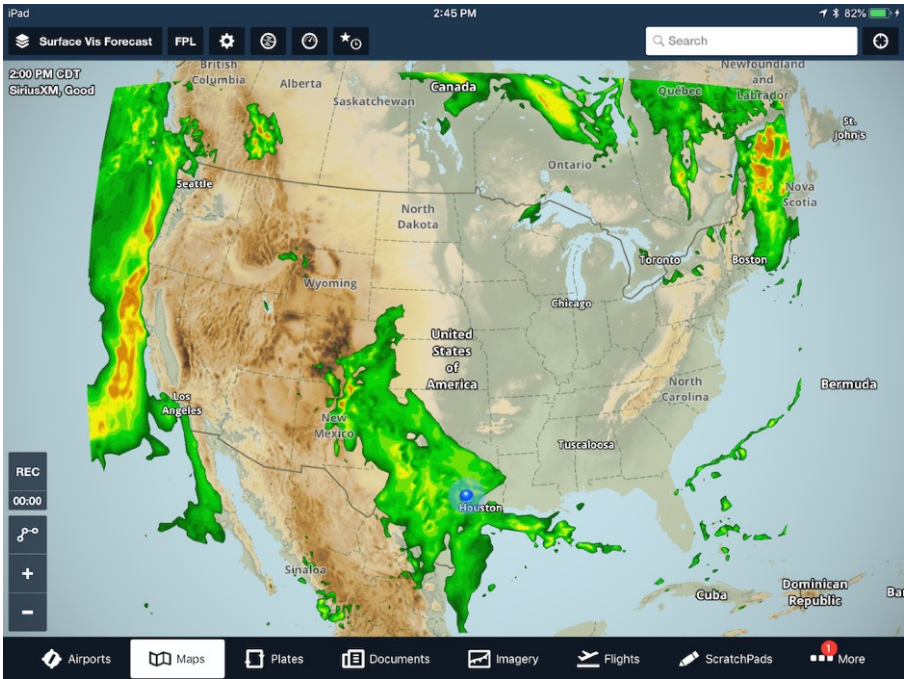 iPad
2:45 PM
82%
Surface Vis Forecast
FPL
Search
2:00 PM CDT
SiriusXM, Good
British
Columbia
Alberta
Saskatchewan
Canada
Québec
Newfoundland
and
Labrador
St.
John's
Ontario
Seattle
North
Dakota
Nova
Scotia
Toronto
Boston
Wyoming
Chicago
United
States
of
America
North
Carolina
Bermuda
Los
Angeles
New
Mexico
Tuscaloosa
REC
00:00
Houston
Sinaloa
Cuba
Dominican
Republic
Ba
+
−
Airports
Maps
Plates
Documents
Imagery
Flights
ScratchPads
1
More